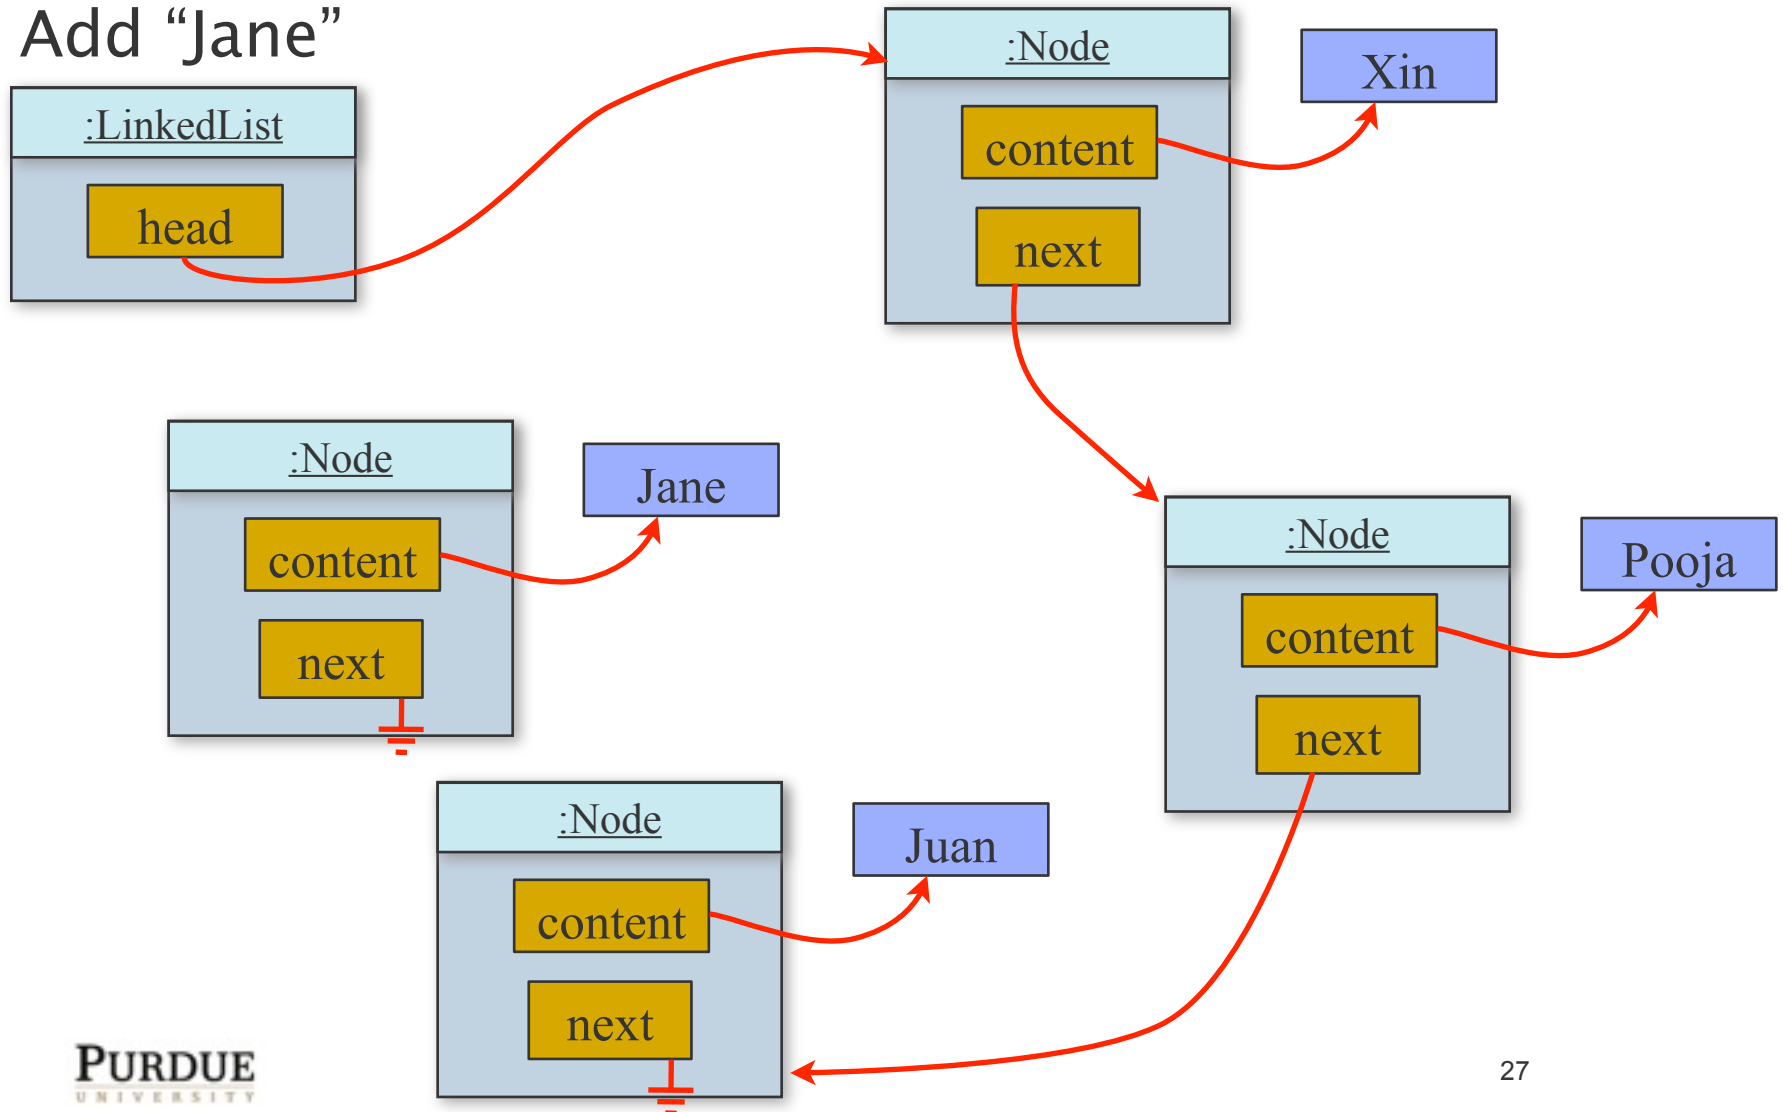 Add “Jane”
:LinkedList
head
:Node
content
next
Xin
:Node
content
next
Jane
:Node
content
next
Pooja
:Node
content
next
Juan
PURDUE
UNIVERSITY
27